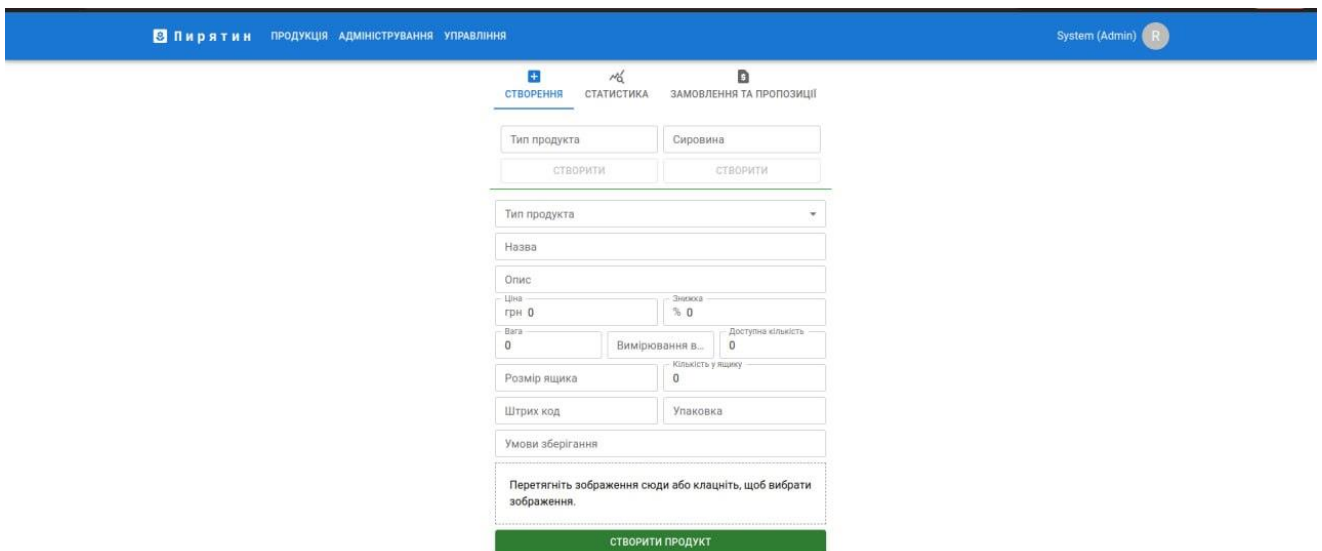 Пирятин ПРОДУКЦІЯ АДМІНІСТРУВАННЯ УПРАВЛІННЯ System (Admin) R
СТВОРЕННЯ СТАТИСТИКА ЗАМОВЛЕННЯ ТА ПРОПОЗИЦІЇ
Тип продукта Сировина
СТВОРИТИ СТВОРИТИ
Тип продукта
Назва
Опис
Ціна Знижка
грн 0 % 0
Вага Доступна кількість
0 Вимірювання в... 0
Кількість у ящику
Розмір ящика 0
Штрих код Упаковка
Умови зберігання
Перетягніть зображення сюди або клацніть, щоб вибрати
зображення.
СТВОРИТИ ПРОДУКТ